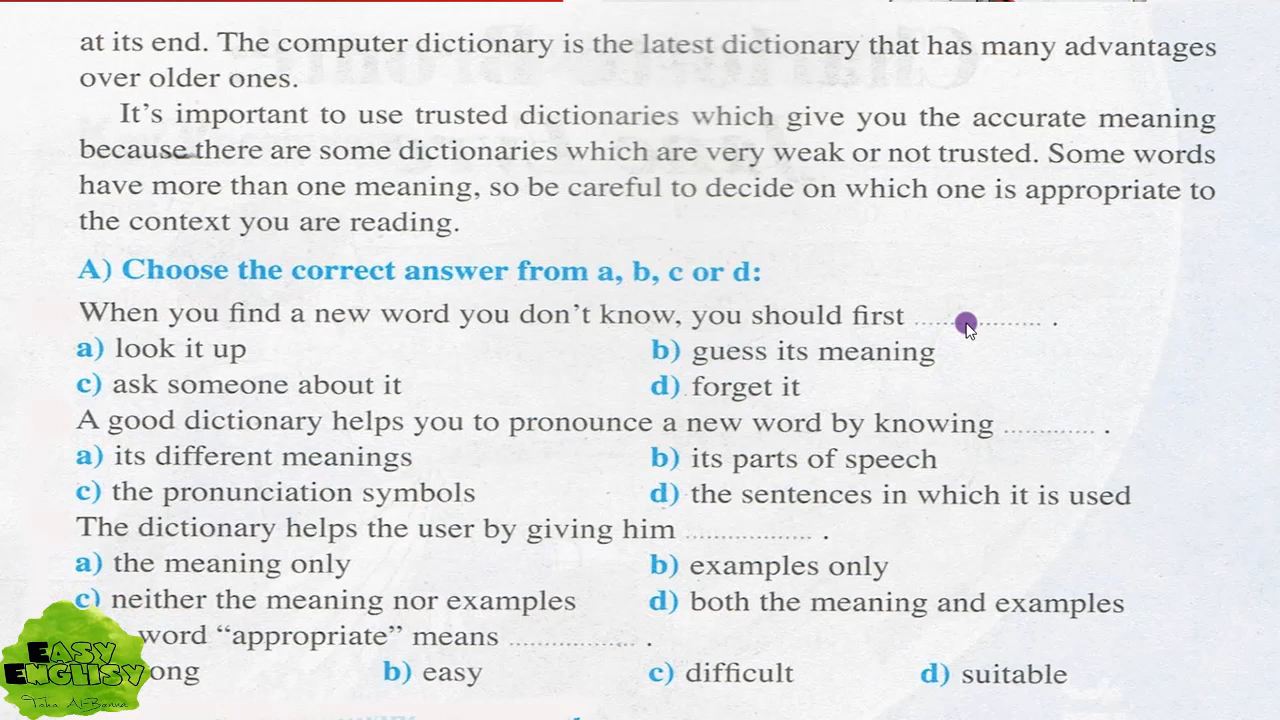 at its end. The computer dictionary is the latest dictionary that has many advantages
over older ones.
It's important to use trusted dictionaries which give you the accurate meaning
because there are some dictionaries which are very weak or not trusted. Some words
have more than one meaning, so be careful to decide on which one is appropriate to
the context you are reading.
A) Choose the correct answer from a, b, c or d:
When you find a new word you don't know, you should first .................... .
a) look it up b) guess its meaning
c) ask someone about it d) forget it
A good dictionary helps you to pronounce a new word by knowing .............. .
a) its different meanings b) its parts of speech
c) the pronunciation symbols d) the sentences in which it is used
The dictionary helps the user by giving him ................... .
a) the meaning only b) examples only
c) neither the meaning nor examples d) both the meaning and examples
word "appropriate" means ................... .
ong b) easy c) difficult d) suitable
EASY
ENGLISY
Taha Al-Banna